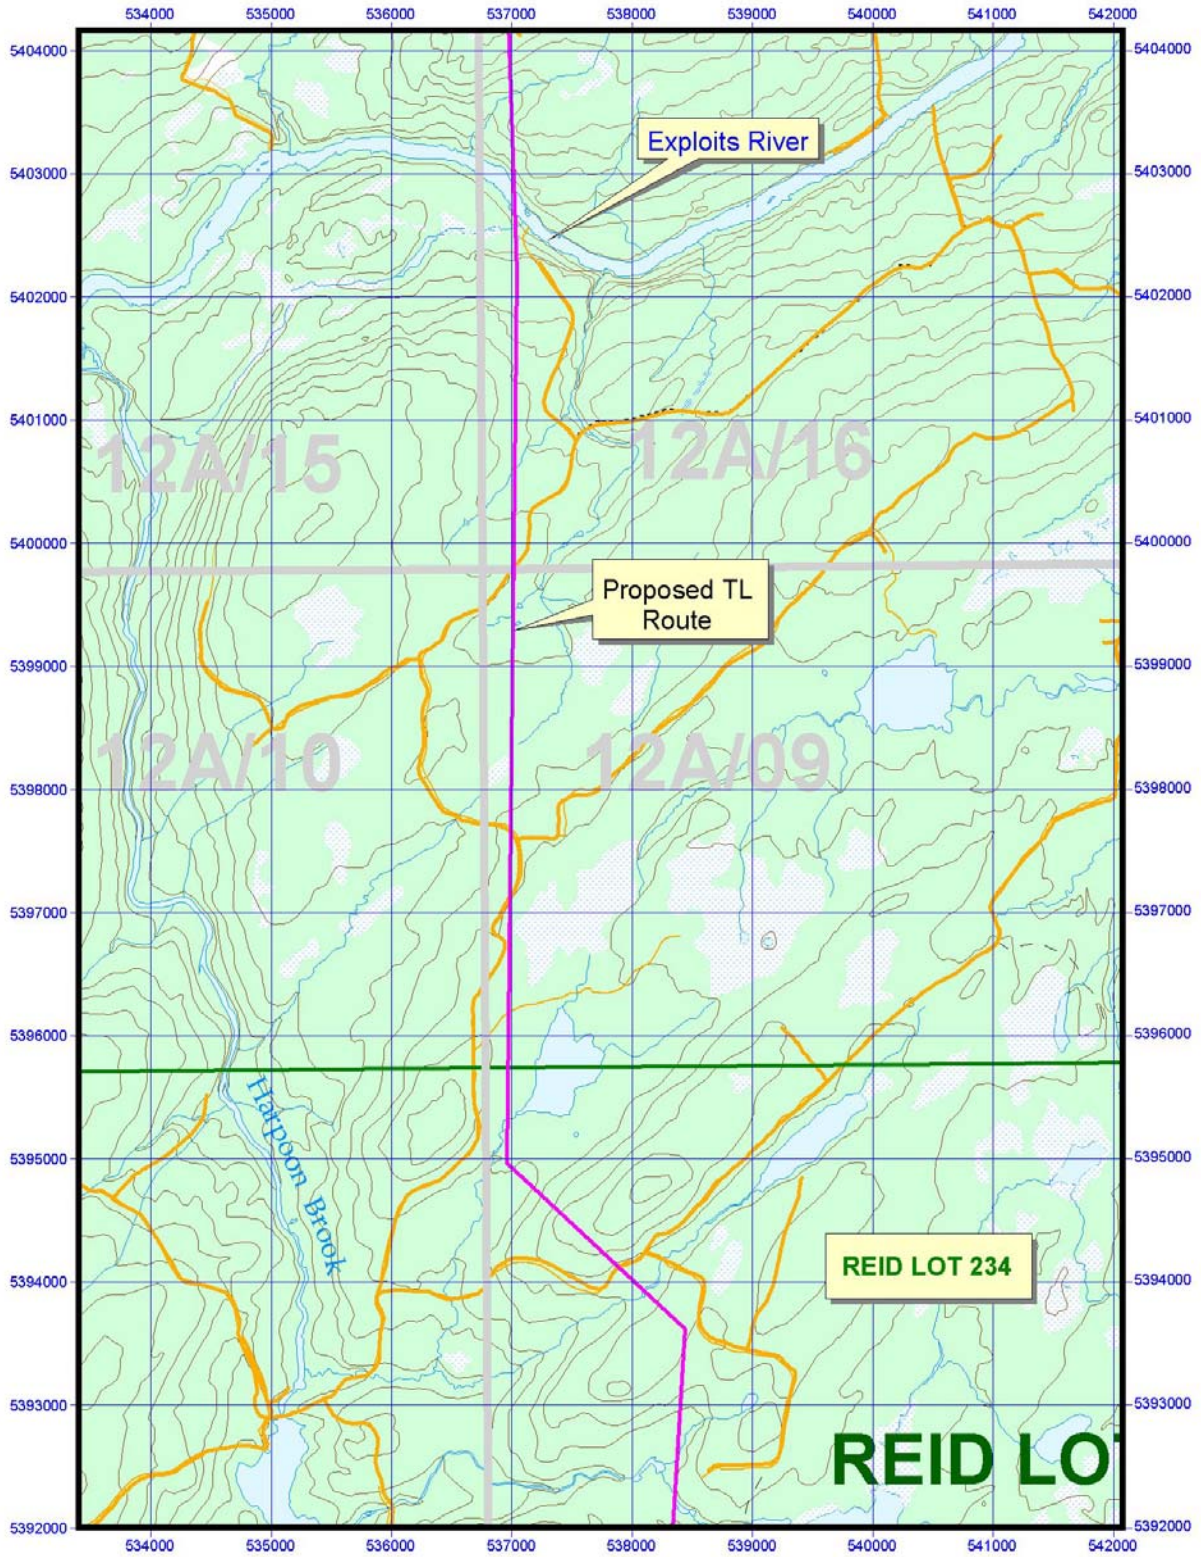 534000 535000 536000 537000 538000 539000 540000 541000 542000
5404000 5404000
Exploits River
5403000 5403000
5402000 5402000
5401000 5401000
12A/15 12A/16
5400000 5400000
Proposed TL
Route
5399000 5399000
12A/10 12A/09
5398000 5398000
5397000 5397000
5396000 5396000
Harpoon Brook
5395000 5395000
REID LOT 234
5394000 5394000
5393000 5393000
REID LO
5392000 5392000
534000 535000 536000 537000 538000 539000 540000 541000 542000